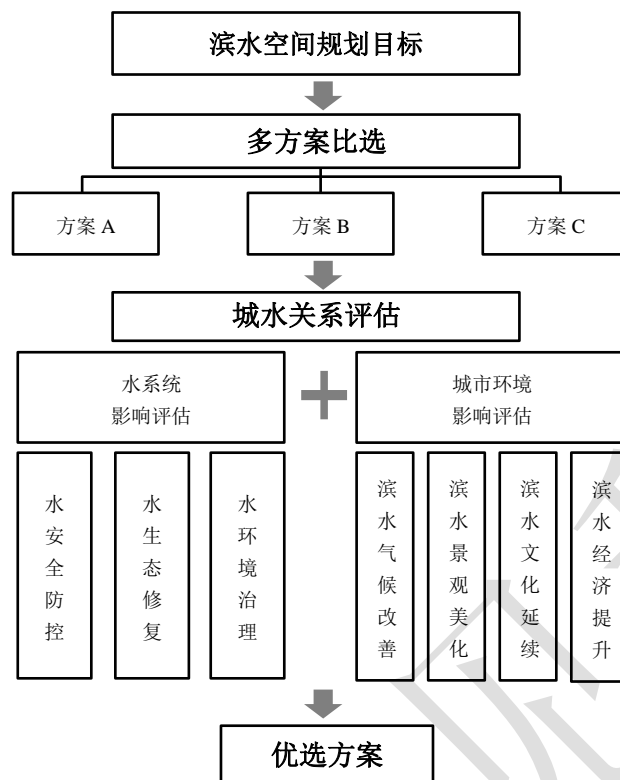 滨水空间规划目标
多方案比选
方案 A
方案 B
方案 C
城水关系评估
水系统
影响评估
城市环境
影响评估
水安全防控
水生态修复
水环境治理
滨水气候改善
滨水景观美化
滨水文化延续
滨水经济提升
优选方案